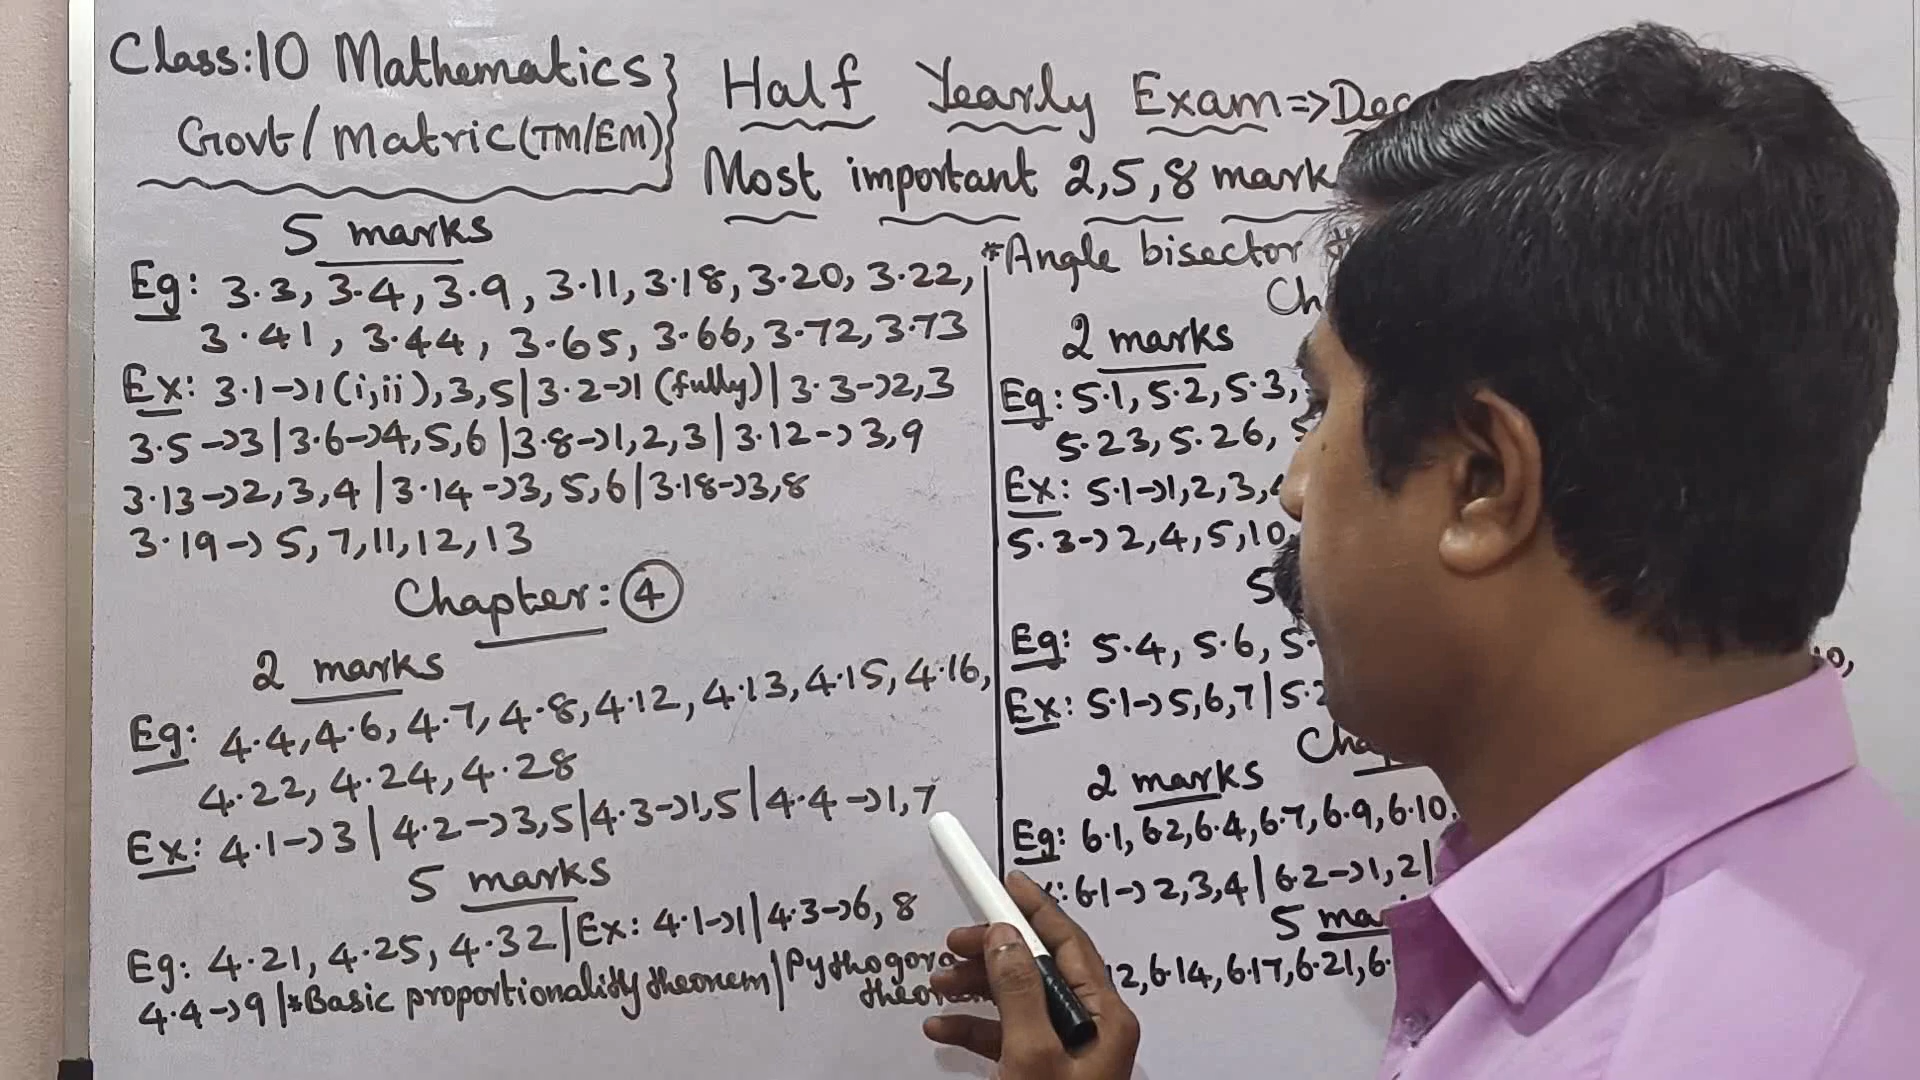 Class:10 Mathematics
Govt/Matric(TM/EM)
Half Yearly Exam=>Dec
Most important 2,5,8 mark
5 marks
Eg: 3.3, 3.4, 3.9, 3.11, 3.18, 3.20, 3.22,
3.41, 3.44, 3.65, 3.66, 3.72, 3.73
Ex: 3.1→1(i,ii),3,5|3.2→1(fully)|3.3→2,3
3.5→3|3.6→4,5,6|3.8→1,2,3|3.12→3,9
3.13→2,3,4|3.14→3,5,6|3.18→3,8
3.19→5,7,11,12,13
Chapter: 4
2 marks
Eg: 4.4,4.6,4.7,4.8,4.12,4.13,4.15,4.16,
4.22, 4.24, 4.28
Ex: 4.1→3|4.2→3,5|4.3→1,5|4.4→1,7
5 marks
Eg: 4.21, 4.25, 4.32|Ex: 4.1→1|4.3→6, 8
4.4→9|*Basic proportionality theorem|Pythogora
theorem
*Angle bisector
2 marks
Eg: 5.1, 5.2, 5.3,
5.23, 5.26,
Ex: 5.1→1,2,3,
5.3→2,4,5,10,
5
Eg: 5.4, 5.6,
10,
Ex: 5.1→5,6,7|
2 marks
Eg: 6.1, 6.2, 6.4, 6.7, 6.9, 6.10,
:6.1→2,3,4|6.2→1,2|
5
12,6.14,6.17,6.21,6.